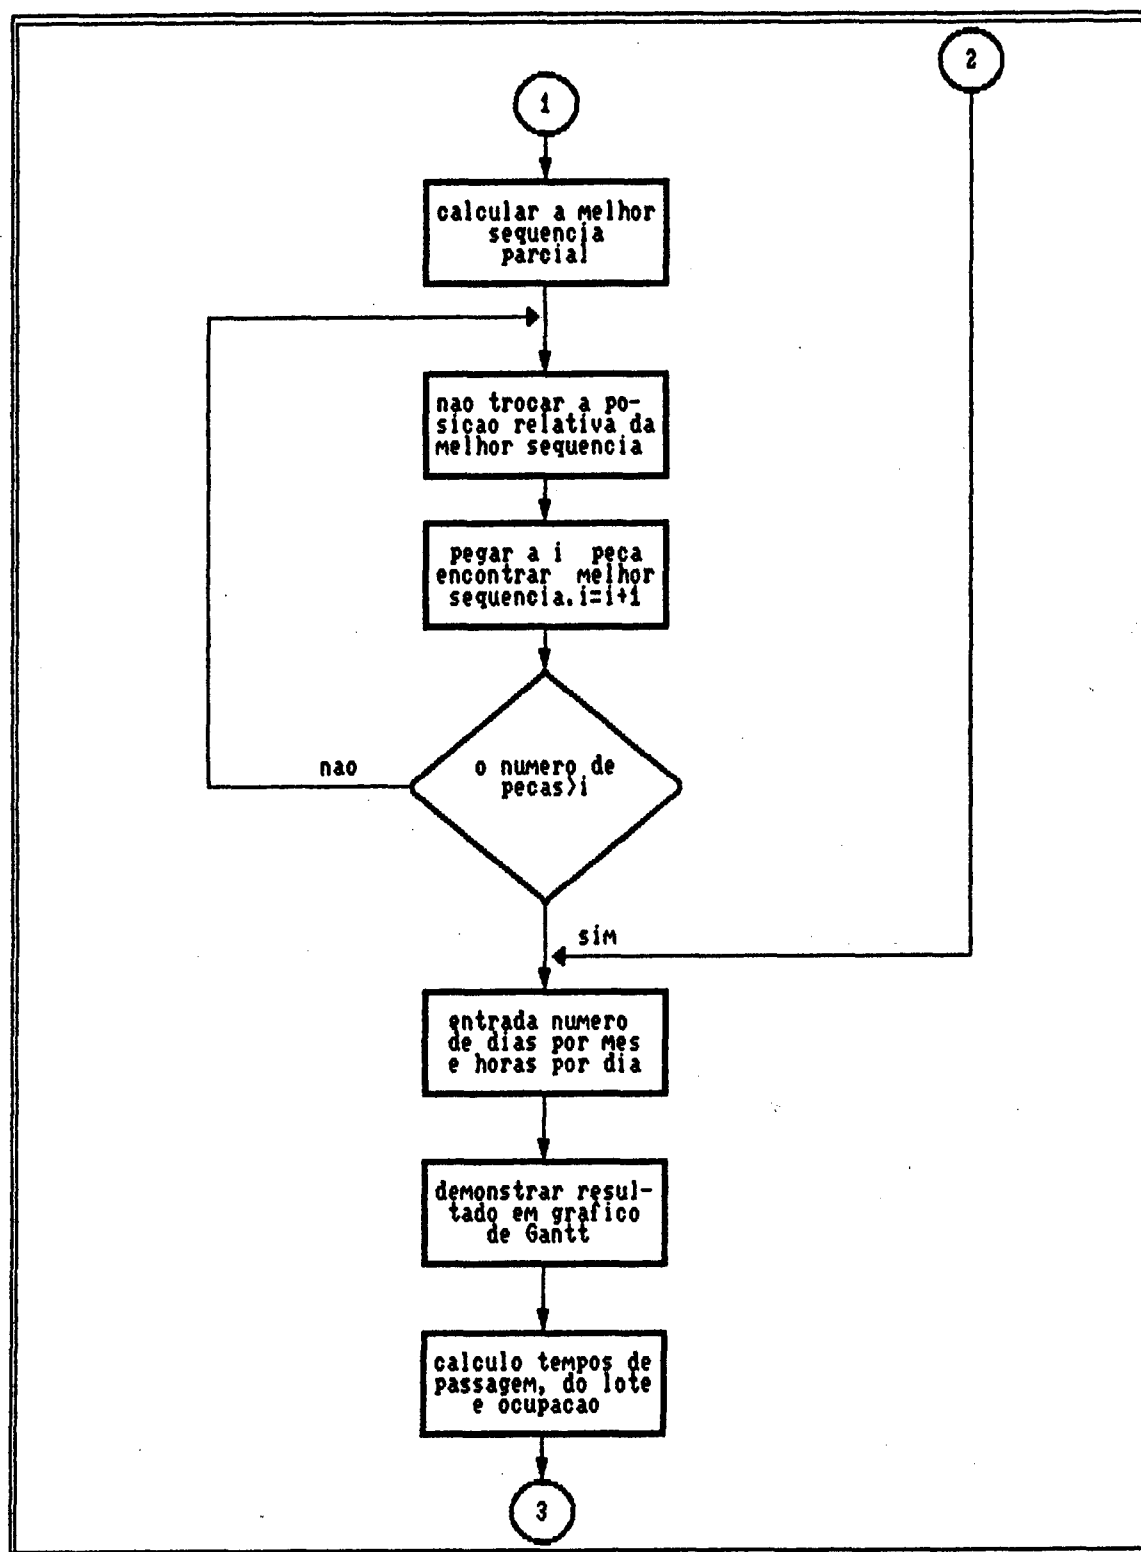 2
1
calcular a melhor
sequencia
parcial
nao trocar a po-
sicao relativa da
melhor sequencia
pegar a i peca
encontrar melhor
sequencia.i=i+1
nao
o numero de
pecas>i
sim
entrada numero
de dias por mes
e horas por dia
demonstrar resul-
tado em grafico
de Gantt
calculo tempos de
passagem, do lote
e ocupacao
3